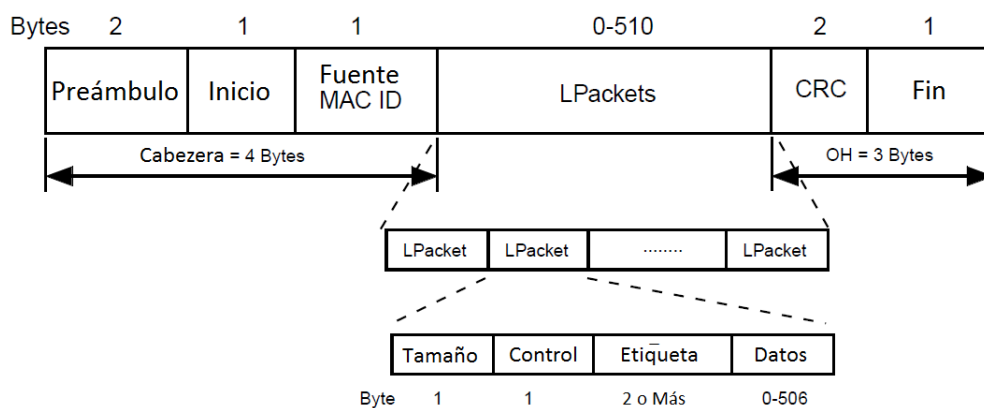 Bytes 2 1 1 0-510 2 1
Preámbulo Inicio Fuente MAC ID LPackets CRC Fin
Cabezera = 4 Bytes OH = 3 Bytes
LPacket LPacket ........ LPacket
Tamaño Control Etiqueta Datos
Byte 1 1 2 o Más 0-506